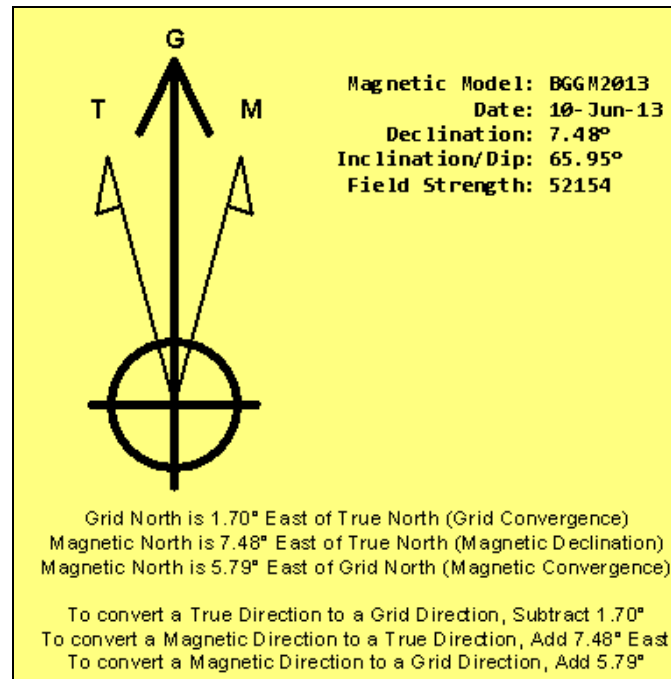 G
T
M
Magnetic Model: BGGM2013
Date: 10-Jun-13
Declination: 7.48°
Inclination/Dip: 65.95°
Field Strength: 52154
Grid North is 1.70° East of True North (Grid Convergence)
Magnetic North is 7.48° East of True North (Magnetic Declination)
Magnetic North is 5.79° East of Grid North (Magnetic Convergence)
To convert a True Direction to a Grid Direction, Subtract 1.70°
To convert a Magnetic Direction to a True Direction, Add 7.48° East
To convert a Magnetic Direction to a Grid Direction, Add 5.79°